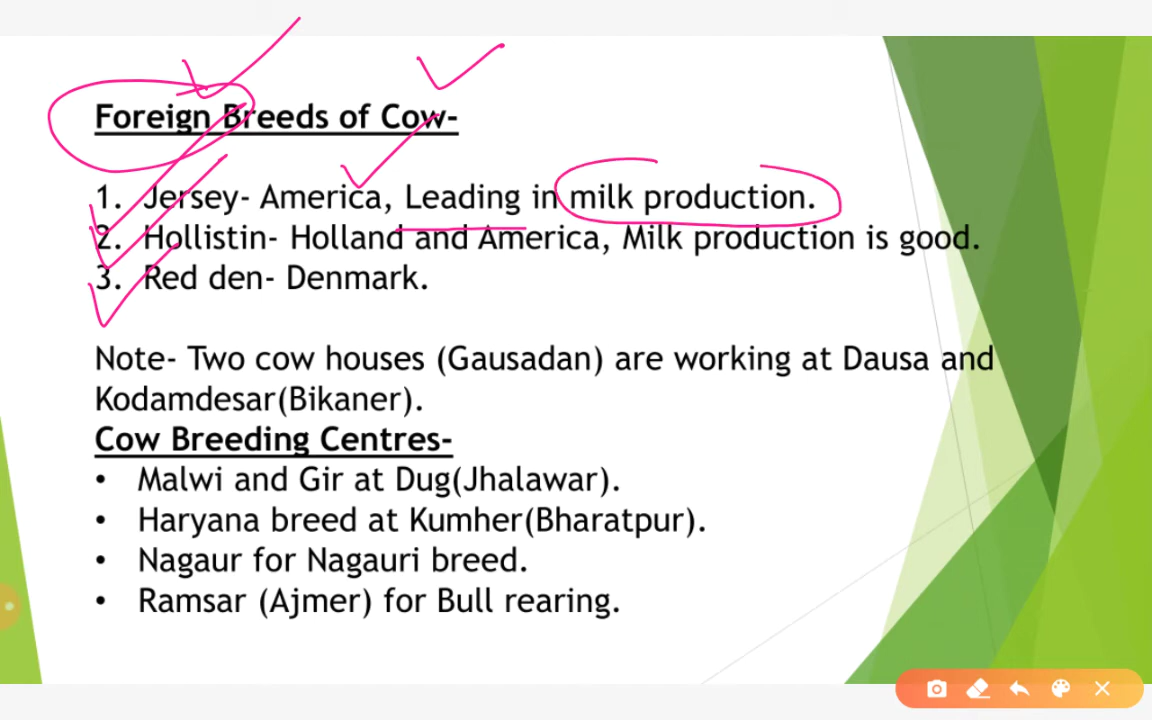 Foreign Breeds of Cow-
1. Jersey- America, Leading in milk production.
2. Hollistin- Holland and America, Milk production is good.
3. Red den- Denmark.
Note- Two cow houses (Gausadan) are working at Dausa and
Kodamdesar(Bikaner).
Cow Breeding Centres-
• Malwi and Gir at Dug(Jhalawar).
• Haryana breed at Kumher(Bharatpur).
• Nagaur for Nagauri breed.
• Ramsar (Ajmer) for Bull rearing.